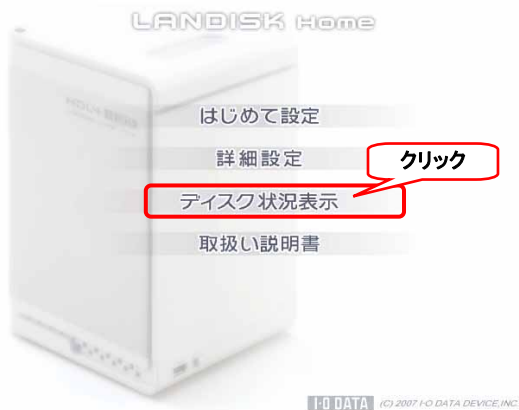 LANDISK Home
はじめて設定
詳細設定
クリック
ディスク状況表示
取扱い説明書
I-O DATA (C) 2007 I-O DATA DEVICE,INC.